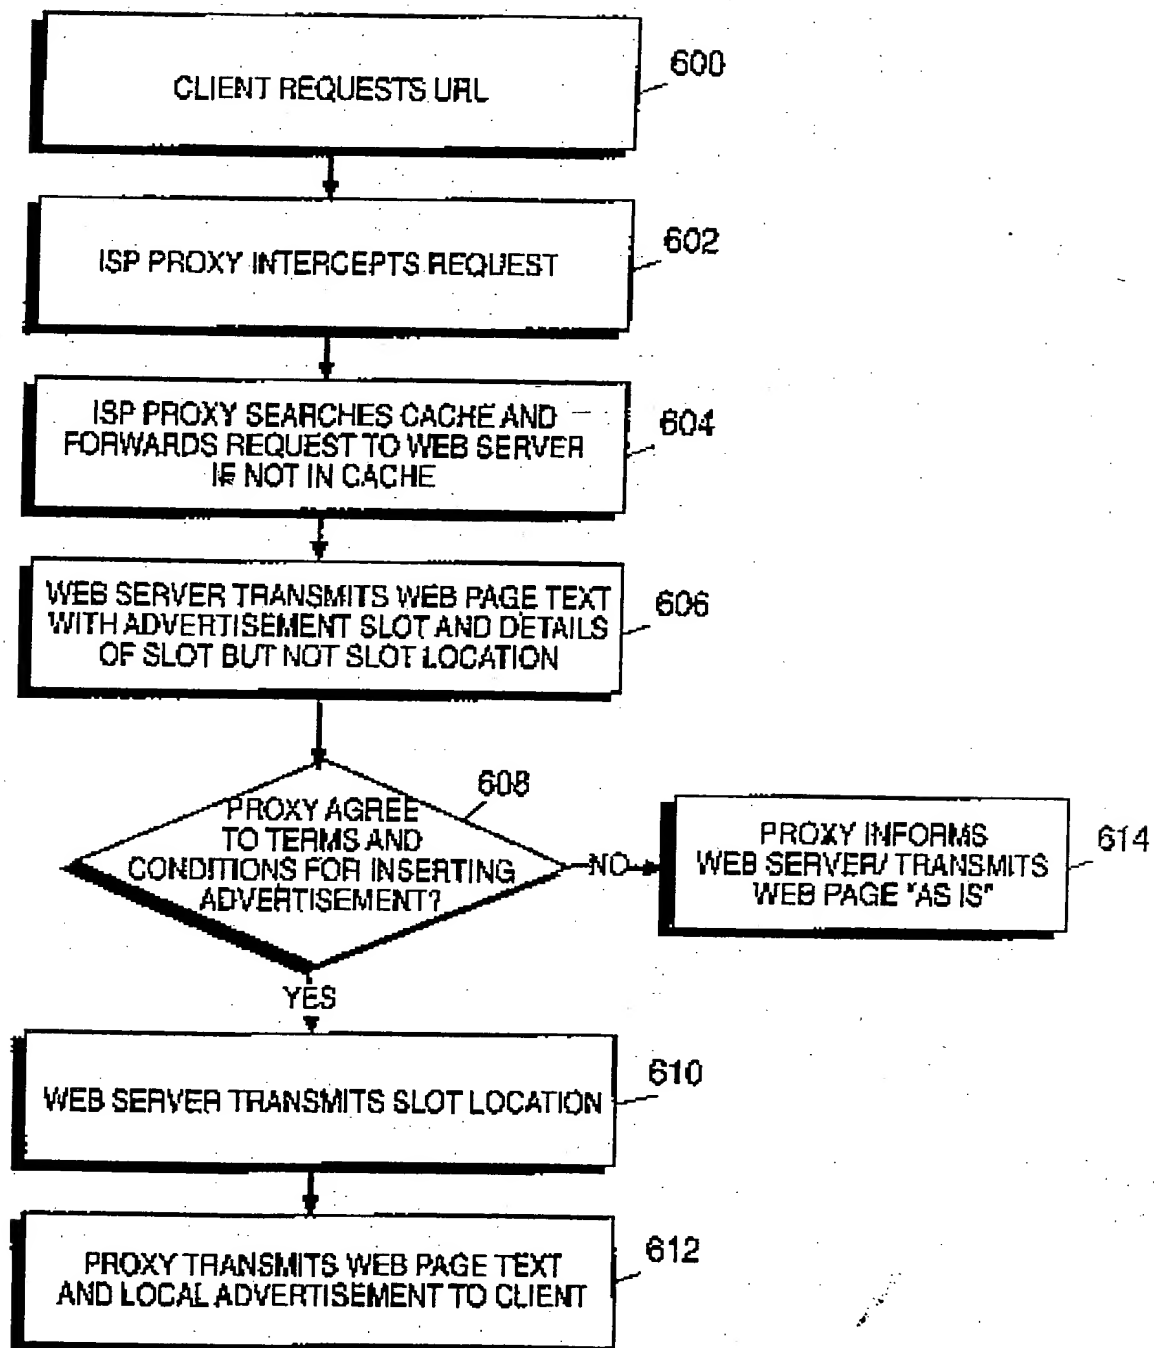 CLIENT REQUESTS URL
600
ISP PROXY INTERCEPTS REQUEST
602
ISP PROXY SEARCHES CACHE AND
FORWARDS REQUEST TO WEB SERVER
IF NOT IN CACHE
604
WEB SERVER TRANSMITS WEB PAGE TEXT
WITH ADVERTISEMENT SLOT AND DETAILS
OF SLOT BUT NOT SLOT LOCATION
606
608
PROXY AGREE
TO TERMS AND
CONDITIONS FOR INSERTING
ADVERTISEMENT?
NO
PROXY INFORMS
WEB SERVER/ TRANSMITS
WEB PAGE "AS IS"
614
YES
WEB SERVER TRANSMITS SLOT LOCATION
610
PROXY TRANSMITS WEB PAGE TEXT
AND LOCAL ADVERTISEMENT TO CLIENT
612